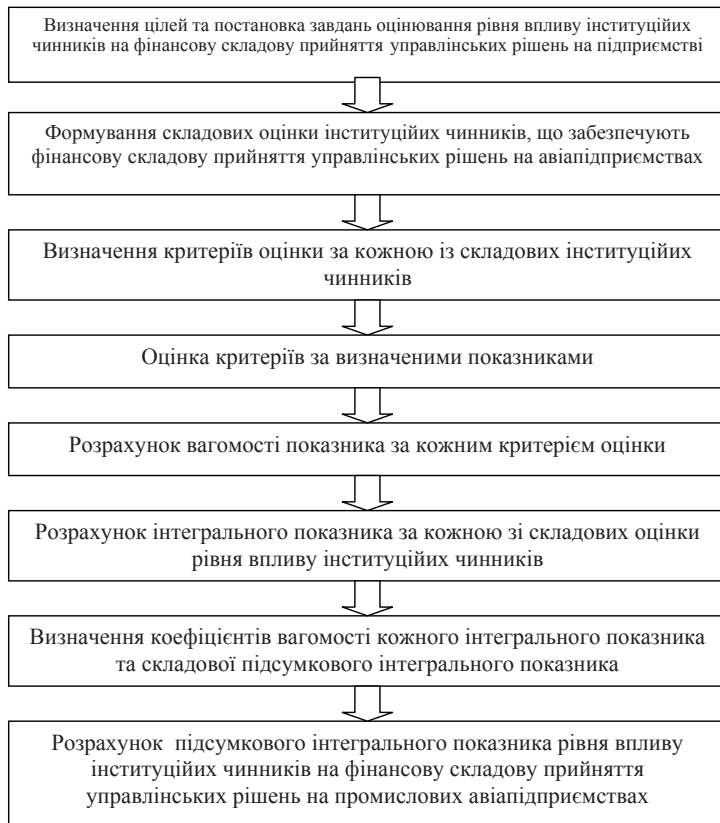 Визначення цілей та постановка завдань оцінювання рівня впливу інституційних
чинників на фінансову складову прийняття управлінських рішень на підприємстві
Формування складових оцінки інституційних чинників, що забезпечують
фінансову складову прийняття управлінських рішень на авіапідприємствах
Визначення критеріїв оцінки за кожною із складових інституційних
чинників
Оцінка критеріїв за визначеними показниками
Розрахунок вагомості показника за кожним критерієм оцінки
Розрахунок інтегрального показника за кожною зі складових оцінки
рівня впливу інституційних чинників
Визначення коефіцієнтів вагомості кожного інтегрального показника
та складової підсумкового інтегрального показника
Розрахунок підсумкового інтегрального показника рівня впливу
інституційних чинників на фінансову складову прийняття
управлінських рішень на промислових авіапідприємствах